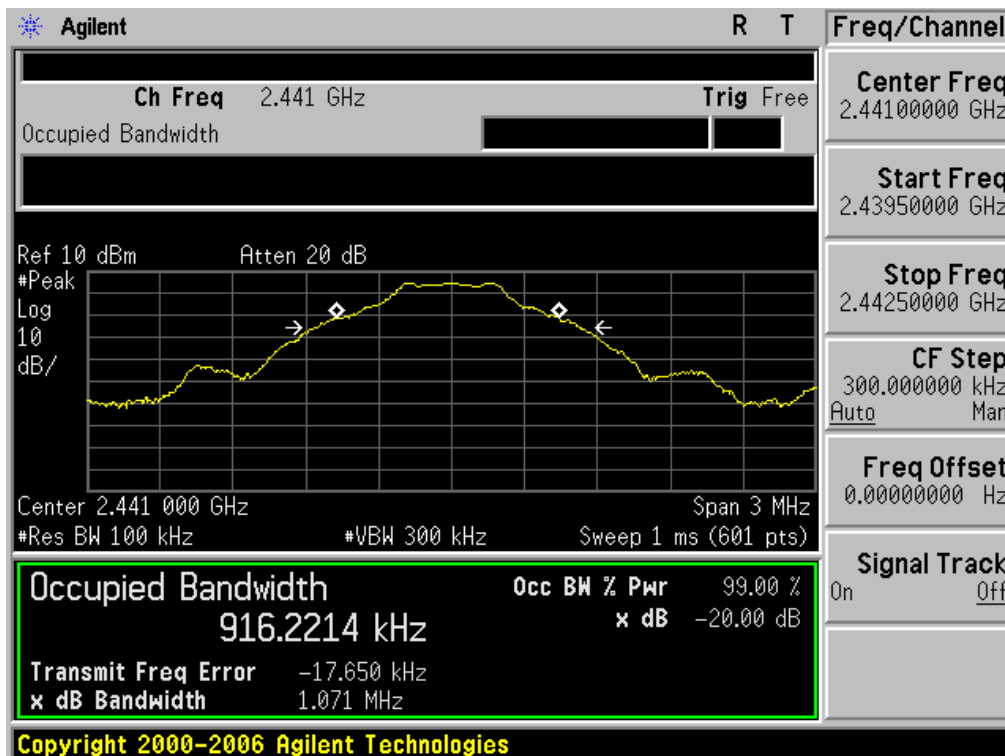 Agilent R T
Freq/Channel
Ch Freq 2.441 GHz Trig Free
Occupied Bandwidth
Center Freq
2.44100000 GHz
Start Freq
2.43950000 GHz
Stop Freq
2.44250000 GHz
CF Step
300.000000 kHz
Auto Man
Freq Offset
0.00000000 Hz
Signal Track
On Off
Ref 10 dBm Atten 20 dB
#Peak
Log
10
dB/
Center 2.441 000 GHz Span 3 MHz
#Res BW 100 kHz #VBW 300 kHz Sweep 1 ms (601 pts)
Occupied Bandwidth
916.2214 kHz
Occ BW % Pwr 99.00 %
x dB -20.00 dB
Transmit Freq Error -17.650 kHz
x dB Bandwidth 1.071 MHz
Copyright 2000-2006 Agilent Technologies